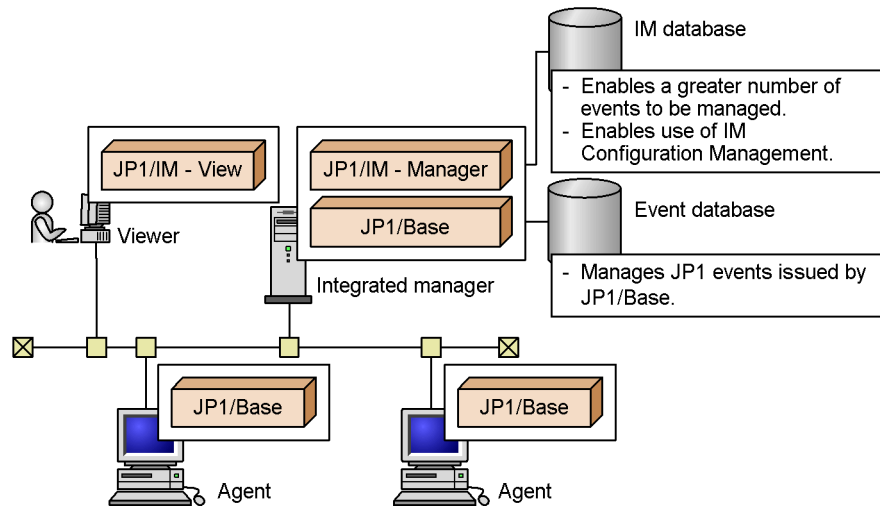 IM database
- Enables a greater number of
events to be managed.
- Enables use of IM
Configuration Management.
JP1/IM - View
JP1/IM - Manager
JP1/Base
Viewer
Integrated manager
Event database
- Manages JP1 events issued by
JP1/Base.
JP1/Base
JP1/Base
Agent
Agent